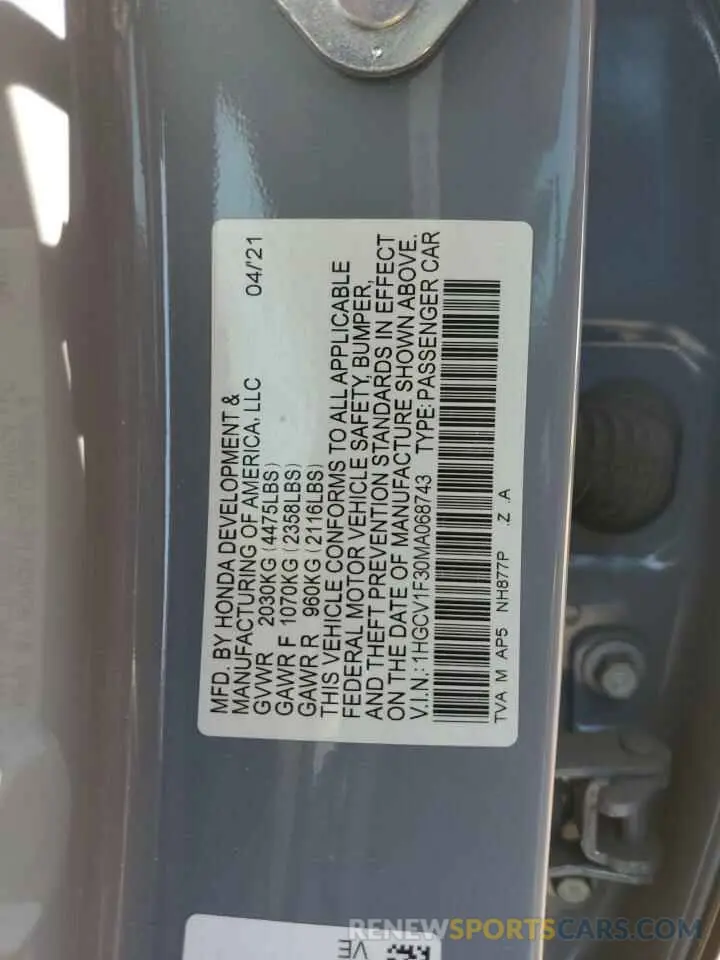 MFD. BY HONDA DEVELOPMENT &
MANUFACTURING OF AMERICA, LLC 04/'21
GVWR 2030KG (4475LBS)
GAWR F 1070KG (2358LBS)
GAWR R 960KG (2116LBS)
THIS VEHICLE CONFORMS TO ALL APPLICABLE
FEDERAL MOTOR VEHICLE SAFETY, BUMPER,
AND THEFT PREVENTION STANDARDS IN EFFECT
ON THE DATE OF MANUFACTURE SHOWN ABOVE.
V.I.N.: 1HGCV1F30MA068743 TYPE: PASSENGER CAR
TVA M AP5 NH877P .Z .A
VE
RENEWSPORTSCARS.COM